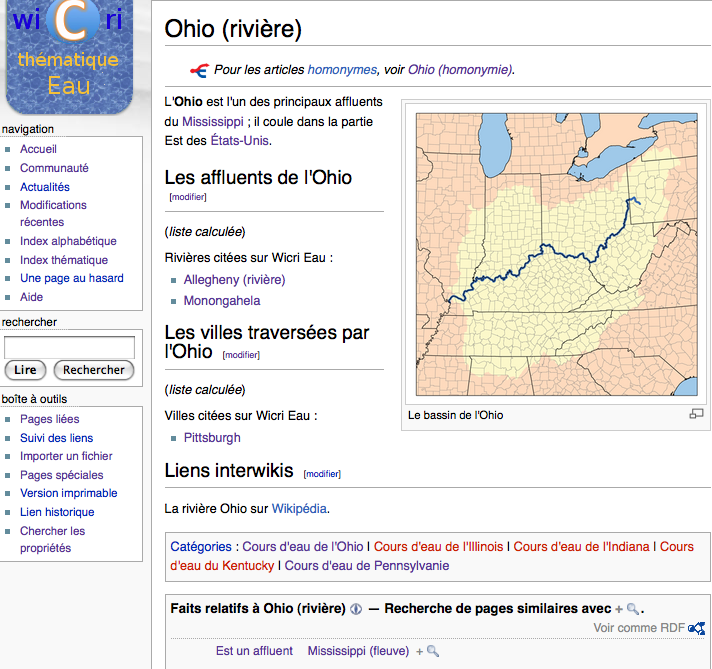 wi C ri
thématique
Eau
navigation
Accueil
Communauté
Actualités
Modifications
récentes
Index alphabétique
Index thématique
Une page au hasard
Aide
rechercher
Lire Rechercher
boîte à outils
Pages liées
Suivi des liens
Importer un fichier
Pages spéciales
Version imprimable
Lien historique
Chercher les
propriétés
Ohio (rivière)
Pour les articles homonymes, voir Ohio (homonymie).
L'Ohio est l'un des principaux affluents
du Mississippi ; il coule dans la partie
Est des États-Unis.
Les affluents de l'Ohio
[modifier]
(liste calculée)
Rivières citées sur Wicri Eau :
Allegheny (rivière)
Monongahela
Les villes traversées par
l'Ohio [modifier]
(liste calculée)
Villes citées sur Wicri Eau :
Pittsburgh
Le bassin de l'Ohio
Liens interwikis [modifier]
La rivière Ohio sur Wikipédia.
Catégories : Cours d'eau de l'Ohio | Cours d'eau de l'Illinois | Cours d'eau de l'Indiana | Cours
d'eau du Kentucky | Cours d'eau de Pennsylvanie
Faits relatifs à Ohio (rivière) — Recherche de pages similaires avec +.
Voir comme RDF
Est un affluent Mississippi (fleuve) +